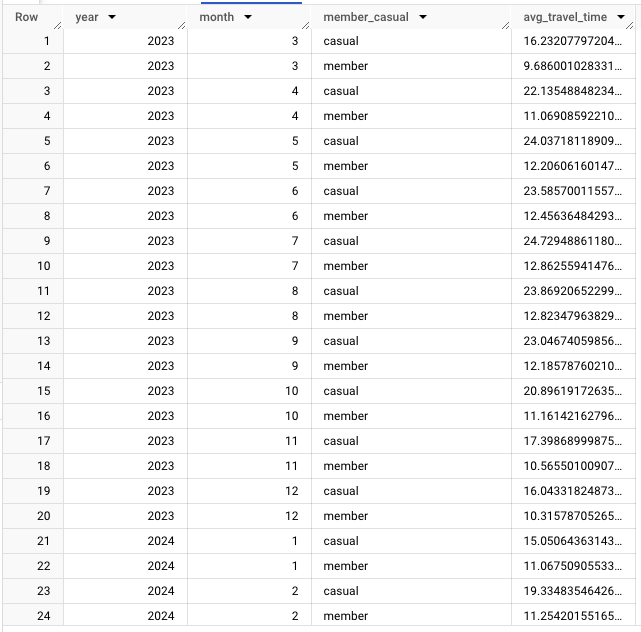 Row year month member_casual avg_travel_time
1 2023 3 casual 16.23207797204...
2 2023 3 member 9.686001028331...
3 2023 4 casual 22.13548848234...
4 2023 4 member 11.06908592210...
5 2023 5 casual 24.03718118909...
6 2023 5 member 12.20606160147...
7 2023 6 casual 23.58570011557...
8 2023 6 member 12.45636484293...
9 2023 7 casual 24.72948861180...
10 2023 7 member 12.86255941476...
11 2023 8 casual 23.86920652299...
12 2023 8 member 12.82347963829...
13 2023 9 casual 23.04674059856...
14 2023 9 member 12.18578760210...
15 2023 10 casual 20.89619172635...
16 2023 10 member 11.16142162796...
17 2023 11 casual 17.39868999875...
18 2023 11 member 10.56550100907...
19 2023 12 casual 16.04331824873...
20 2023 12 member 10.31578705265...
21 2024 1 casual 15.05064363143...
22 2024 1 member 11.06750905533...
23 2024 2 casual 19.33483546426...
24 2024 2 member 11.25420155165...